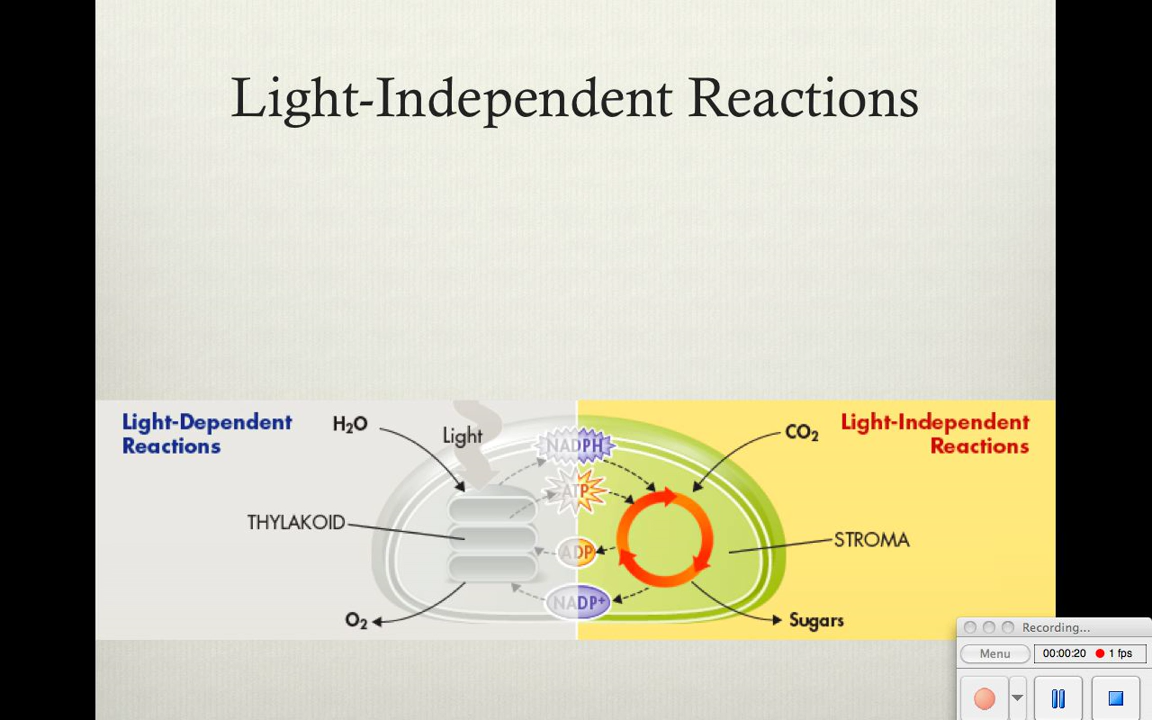 Light-Independent Reactions
Light-Dependent
Reactions
H₂O
Light
NADPH
CO₂
Light-Independent
Reactions
ATP
THYLAKOID
ADP
STROMA
NADP⁺
O₂
Sugars
Recording...
Menu
00:00:20
1 fps